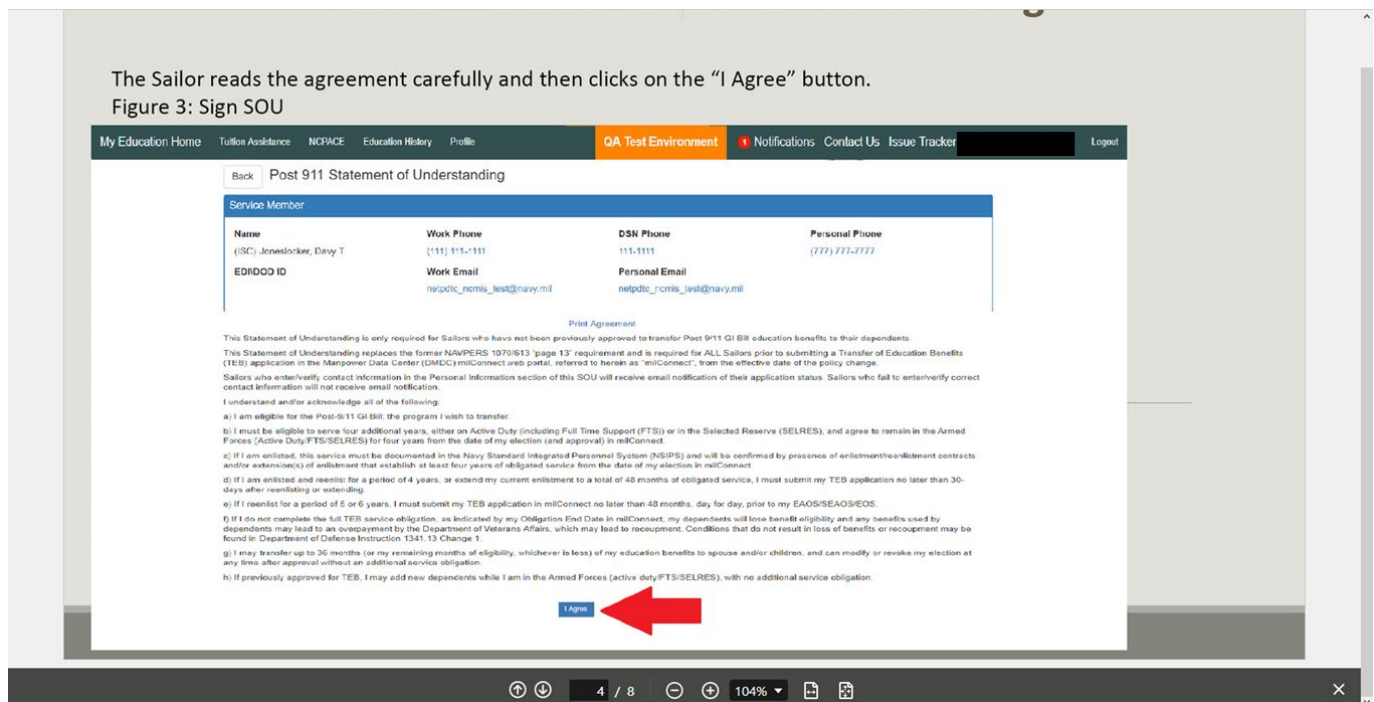 The Sailor reads the agreement carefully and then clicks on the “I Agree” button.
Figure 3: Sign SOU
My Education Home Tuition Assistance NCPACE Education History Profile QA Test Environment 1 Notifications Contact Us Issue Tracker Logout
Back Post 911 Statement of Understanding
Service Member
Name Work Phone DSN Phone Personal Phone
(ISC) Joneslocker, Davy T (111) 111-1111 111-1111 (777) 777-7777
EDI\DOD ID Work Email Personal Email
netpdtc_ncmis_test@navy.mil netpdtc_ncmis_test@navy.mil
Print Agreement
This Statement of Understanding is only required for Sailors who have not been previously approved to transfer Post 9/11 GI Bill education benefits to their dependents.
This Statement of Understanding replaces the former NAVPERS 1070/613 "page 13" requirement and is required for ALL Sailors prior to submitting a Transfer of Education Benefits
(TEB) application in the Manpower Data Center (DMDC) milConnect web portal, referred to herein as "milConnect", from the effective date of the policy change.
Sailors who enter/verify contact information in the Personal Information section of this SOU will receive email notification of their application status. Sailors who fail to enter/verify correct
contact information will not receive email notification.
I understand and/or acknowledge all of the following:
a) I am eligible for the Post-9/11 GI Bill; the program I wish to transfer.
b) I must be eligible to serve four additional years, either on Active Duty (including Full Time Support (FTS)) or in the Selected Reserve (SELRES), and agree to remain in the Armed
Forces (Active Duty/FTS/SELRES) for four years from the date of my election (and approval) in milConnect.
c) If I am enlisted, this service must be documented in the Navy Standard Integrated Personnel System (NSIPS) and will be confirmed by presence of enlistment/reenlistment contracts
and/or extension(s) of enlistment that establish at least four years of obligated service from the date of my election in milConnect.
d) If I am enlisted and reenlist for a period of 4 years, or extend my current enlistment to a total of 48 months of obligated service, I must submit my TEB application no later than 30-
days after reenlisting or extending.
e) If I reenlist for a period of 5 or 6 years, I must submit my TEB application in milConnect no later than 48 months, day for day, prior to my EAOS/SEAOS/EOS.
f) If I do not complete the full TEB service obligation, as indicated by my Obligation End Date in milConnect, my dependents will lose benefit eligibility and any benefits used by
dependents may lead to an overpayment by the Department of Veterans Affairs, which may lead to recoupment. Conditions that do not result in loss of benefits or recoupment may be
found in Department of Defense Instruction 1341.13 Change 1.
g) I may transfer up to 36 months (or my remaining months of eligibility, whichever is less) of my education benefits to spouse and/or children, and can modify or revoke my election at
any time after approval without an additional service obligation.
h) If previously approved for TEB, I may add new dependents while I am in the Armed Forces (active duty/FTS/SELRES), with no additional service obligation.
I Agree
4 / 8 104%